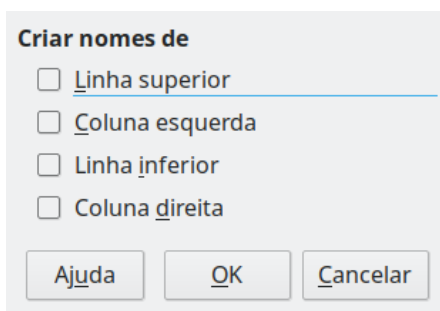 Criar nomes de
Linha superior
Coluna esquerda
Linha inferior
Coluna direita
Ajuda OK Cancelar